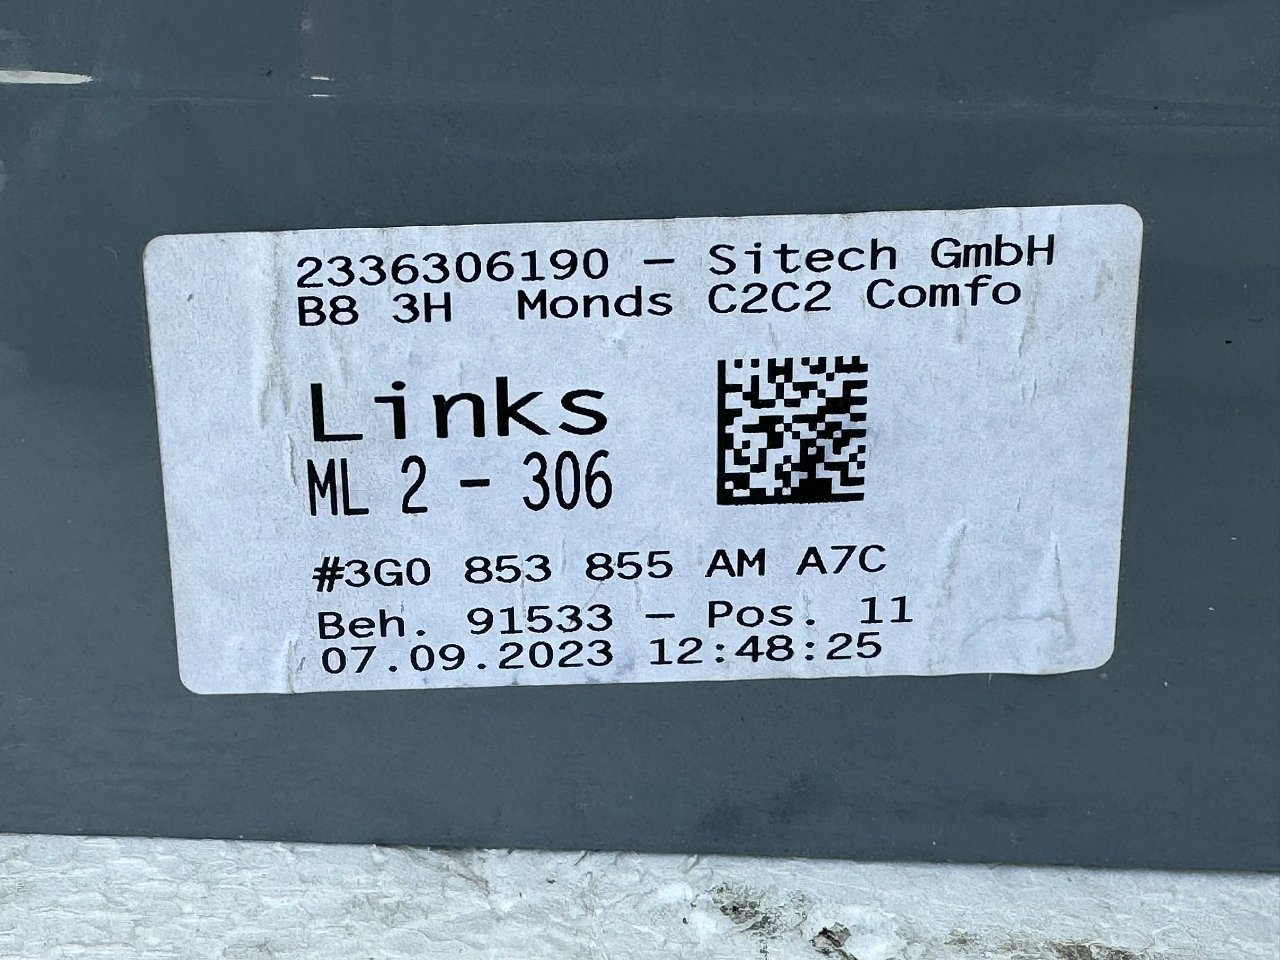 2336306190 - Sitech GmbH
B8 3H Monds C2C2 Comfo
Links
ML 2 - 306
#3G0 853 855 AM A7C
Beh. 91533 - Pos. 11
07.09.2023 12:48:25